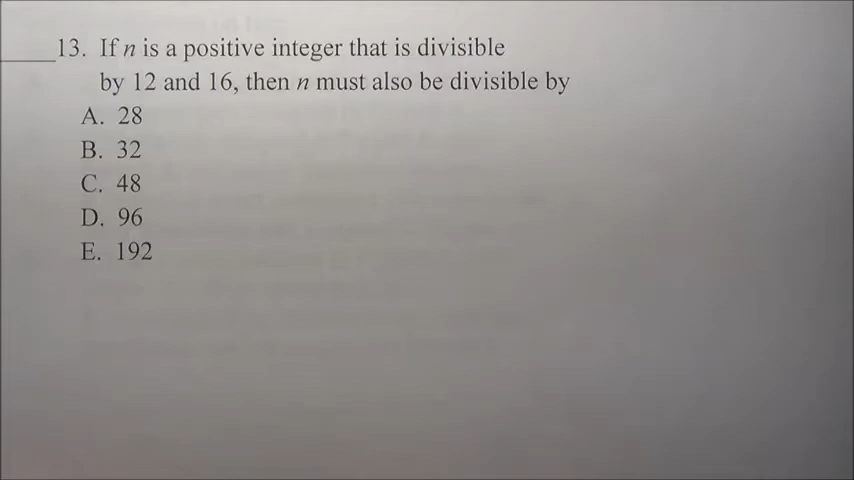 13. If n is a positive integer that is divisible
by 12 and 16, then n must also be divisible by
A. 28
B. 32
C. 48
D. 96
E. 192